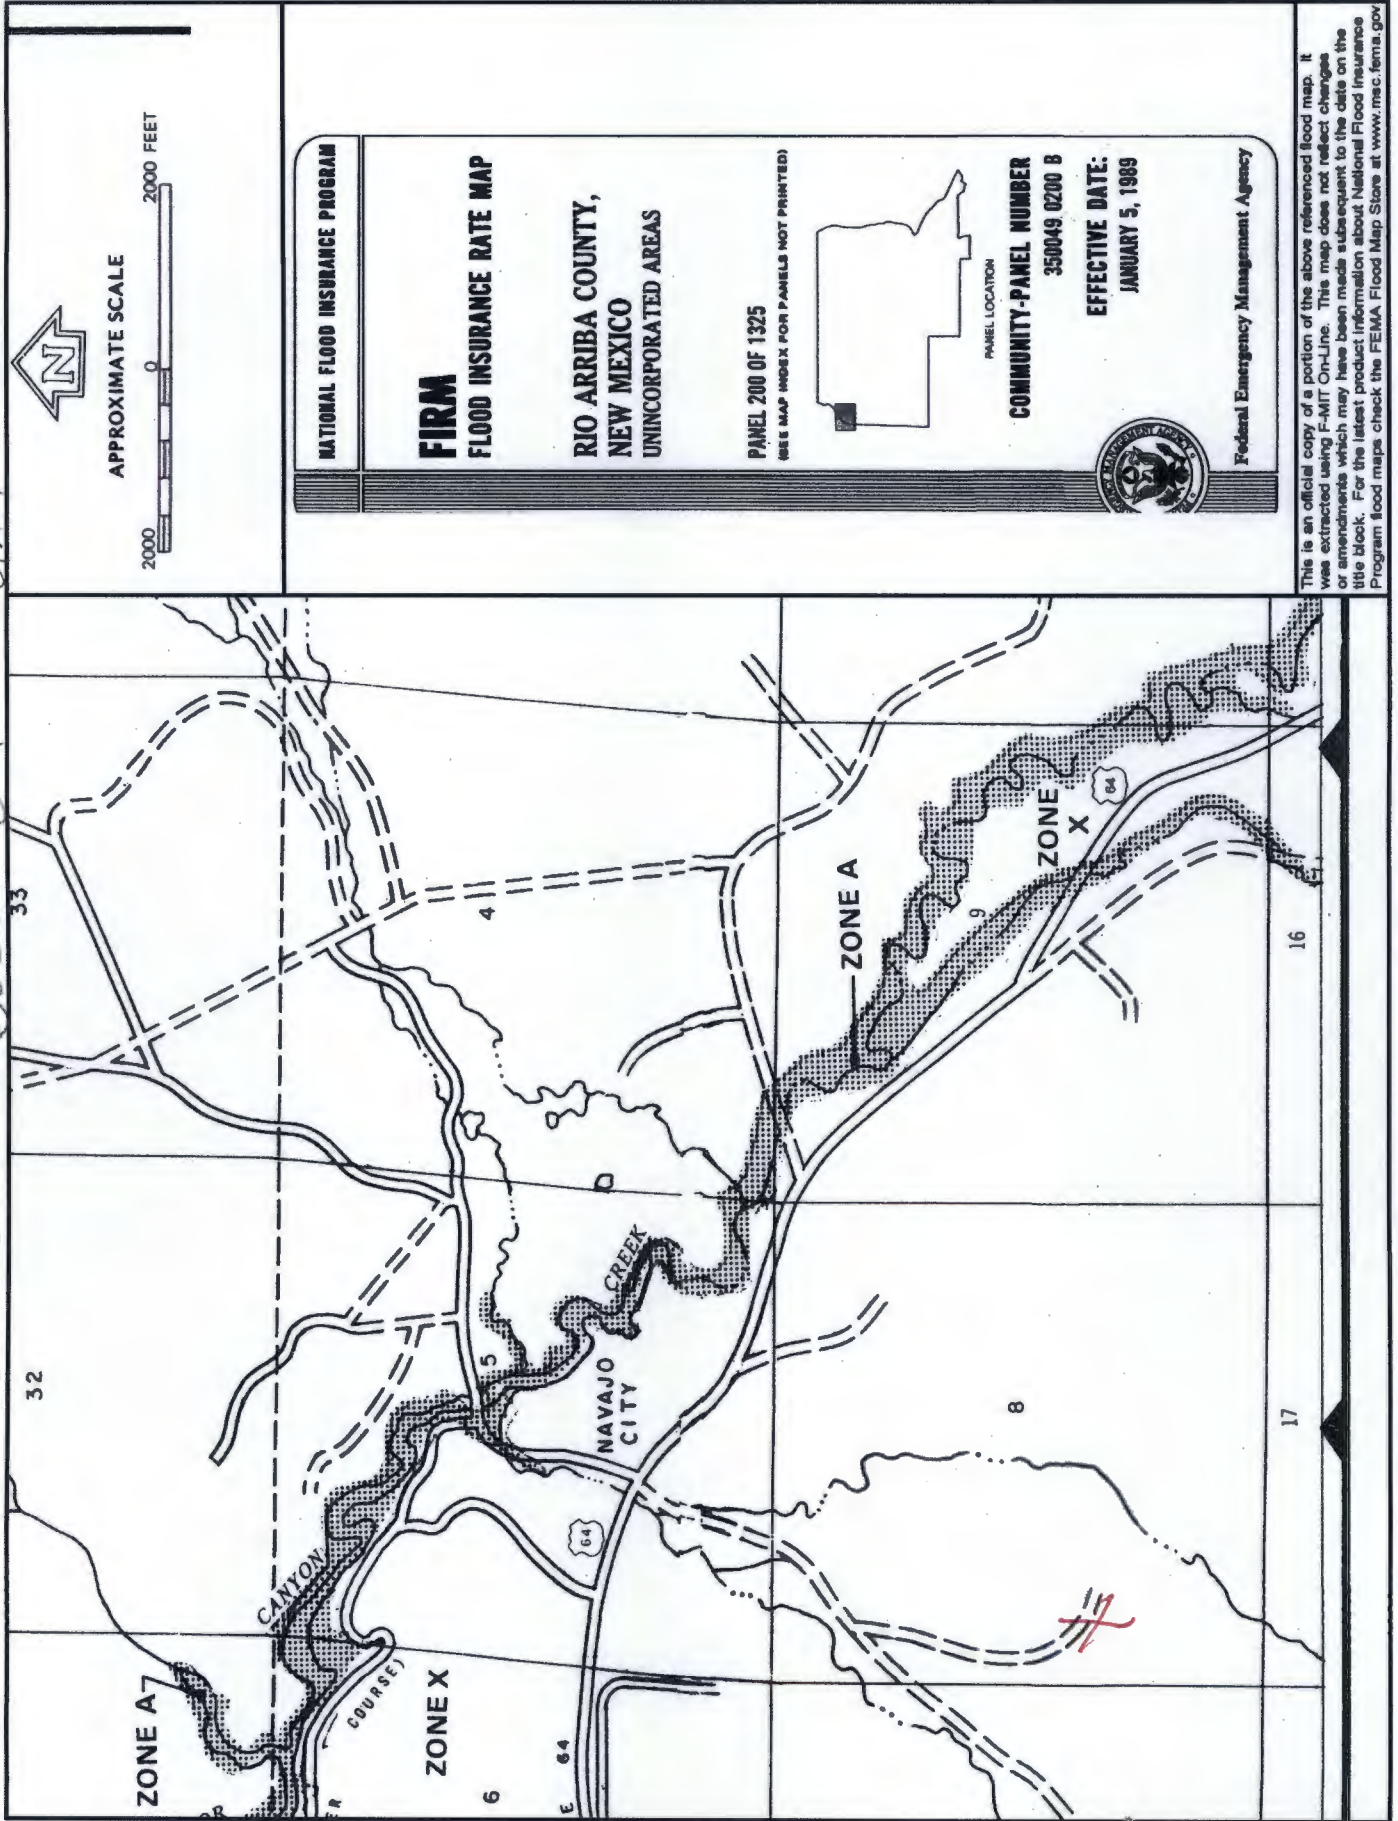 APPROXIMATE SCALE
2000
0
2000 FEET
N
NATIONAL FLOOD INSURANCE PROGRAM
FIRM
FLOOD INSURANCE RATE MAP
RIO ARRIBA COUNTY,
NEW MEXICO
UNINCORPORATED AREAS
PANEL 200 OF 1325
(SEE MAP INDEX FOR PANELS NOT PRINTED)
PANEL LOCATION
COMMUNITY-PANEL NUMBER
350049 0200 B
EFFECTIVE DATE:
JANUARY 5, 1989
Federal Emergency Management Agency
This is an official copy of a portion of the above referenced flood map. It
was extracted using F-MIT On-Line. This map does not reflect changes
or amendments which may have been made subsequent to the date on the
title block. For the latest product information about National Flood Insurance
Program flood maps check the FEMA Flood Map Store at www.msc.fema.gov
32
33
ZONE A
CANYON
COURSE)
ZONE X
6
E 64
64
5
NAVAJO
CITY
CREEK
4
ZONE A
9
ZONE
X
64
8
17
16